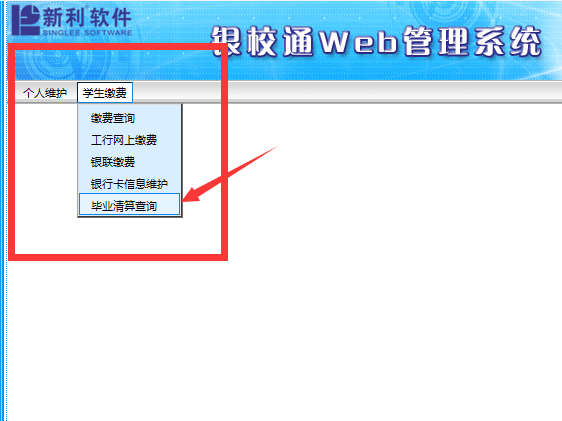 新利软件
SINGLEE SOFTWARE
银校通Web管理系统
个人维护 学生缴费
缴费查询
工行网上缴费
银联缴费
银行卡信息维护
毕业清算查询